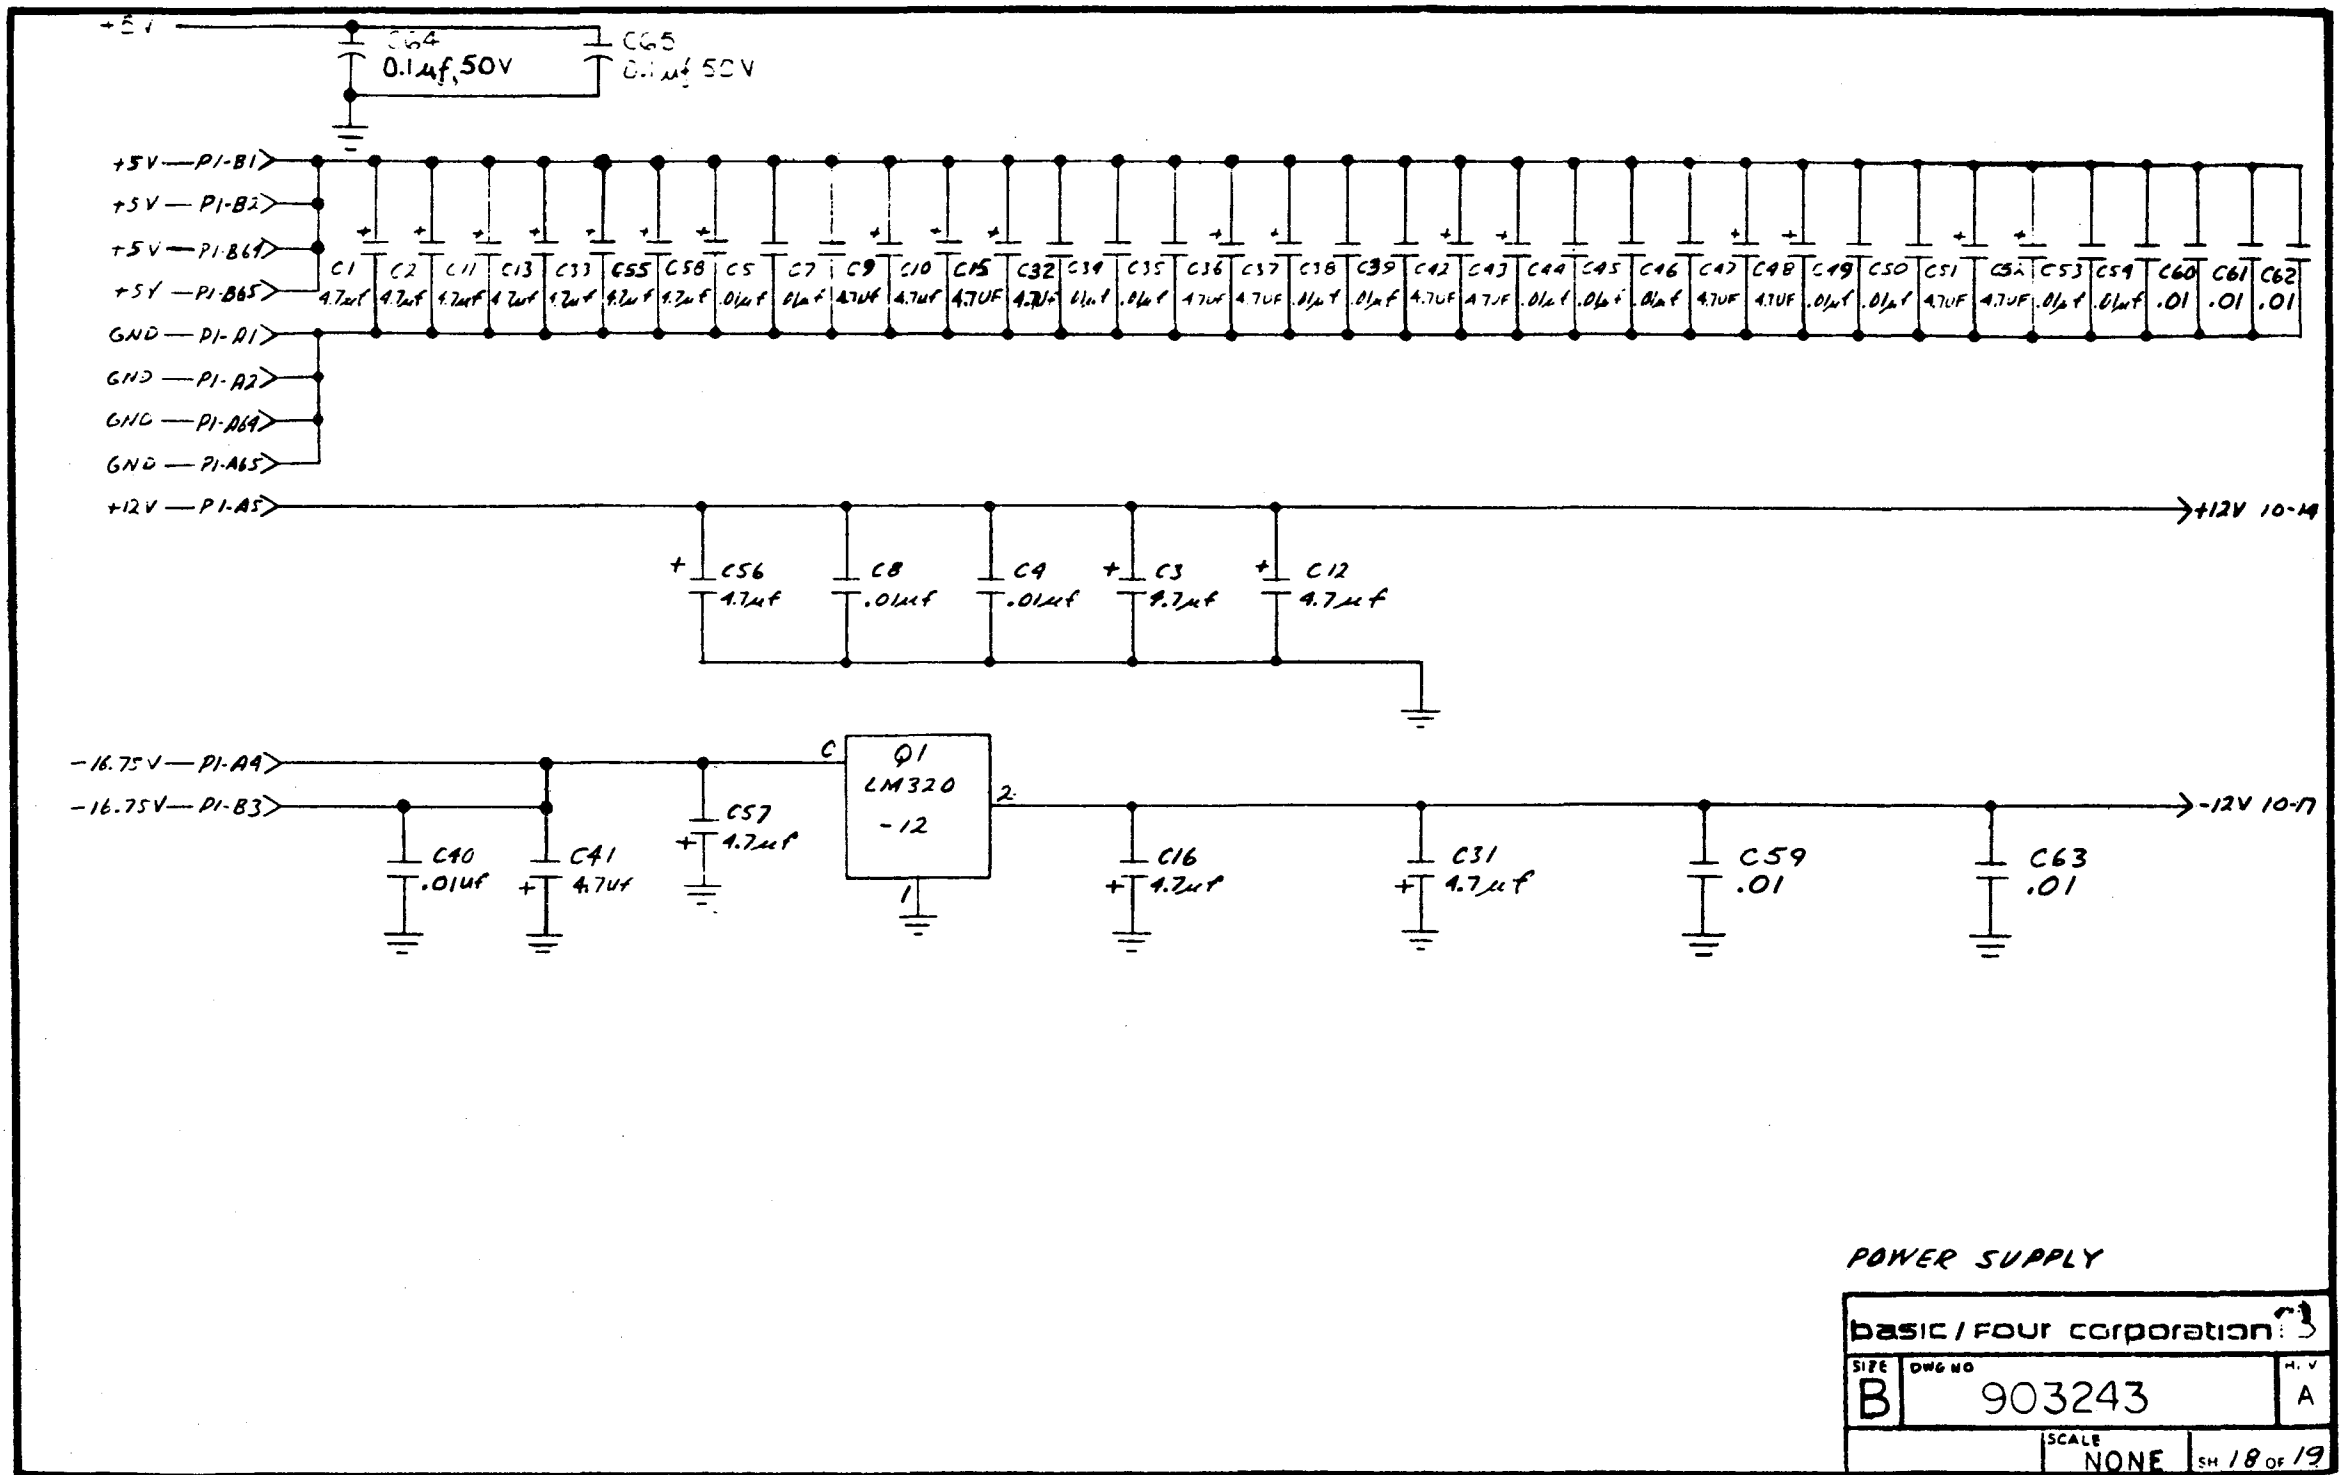 +5V
C64
0.1µf, 50V
C65
0.1µf 50V
+5V — P1-B1
+5V — P1-B2
+5V — P1-B64
+5V — P1-B65
+ + + + + + + + + + + + + + + + + +
C1 C2 C11 C13 C33 C55 C58 C5 C7 C9 C10 C15 C32 C34 C35 C36 C37 C38 C39 C42 C43 C44 C45 C46 C47 C48 C49 C50 C51 C52 C53 C54 C60 C61 C62
4.7µf 4.7µf 4.7µf 4.7µf 4.7µf 4.7µf 4.7µf .01µf .01µf 4.7UF 4.7µf 4.7UF 4.7Uf .01µf .01µf 4.7UF 4.7UF .01µf .01µf 4.7UF 4.7UF .01µf .01µf .01µf 4.7UF 4.7UF .01µf .01µf 4.7UF 4.7UF .01µf .01µf .01 .01 .01
GND — P1-A1
GND — P1-A2
GND — P1-A64
GND — P1-A65
+12V — P1-A5
+12V 10-14
+ C56
4.7µf
C8
.01µf
C4
.01µf
+ C3
4.7µf
+ C12
4.7µf
-16.75V — P1-A4
-16.75V — P1-B3
C40
.01uf
C41
+ 4.7uf
C57
+ 4.7µf
C
Q1
LM320
-12
2
1
C16
+ 4.7µf
C31
+ 4.7µf
C59
.01
C63
.01
-12V 10-17
POWER SUPPLY
basic/four corporation
SIZE
B
DWG NO
903243
A
SCALE
NONE
SH 18 OF 19